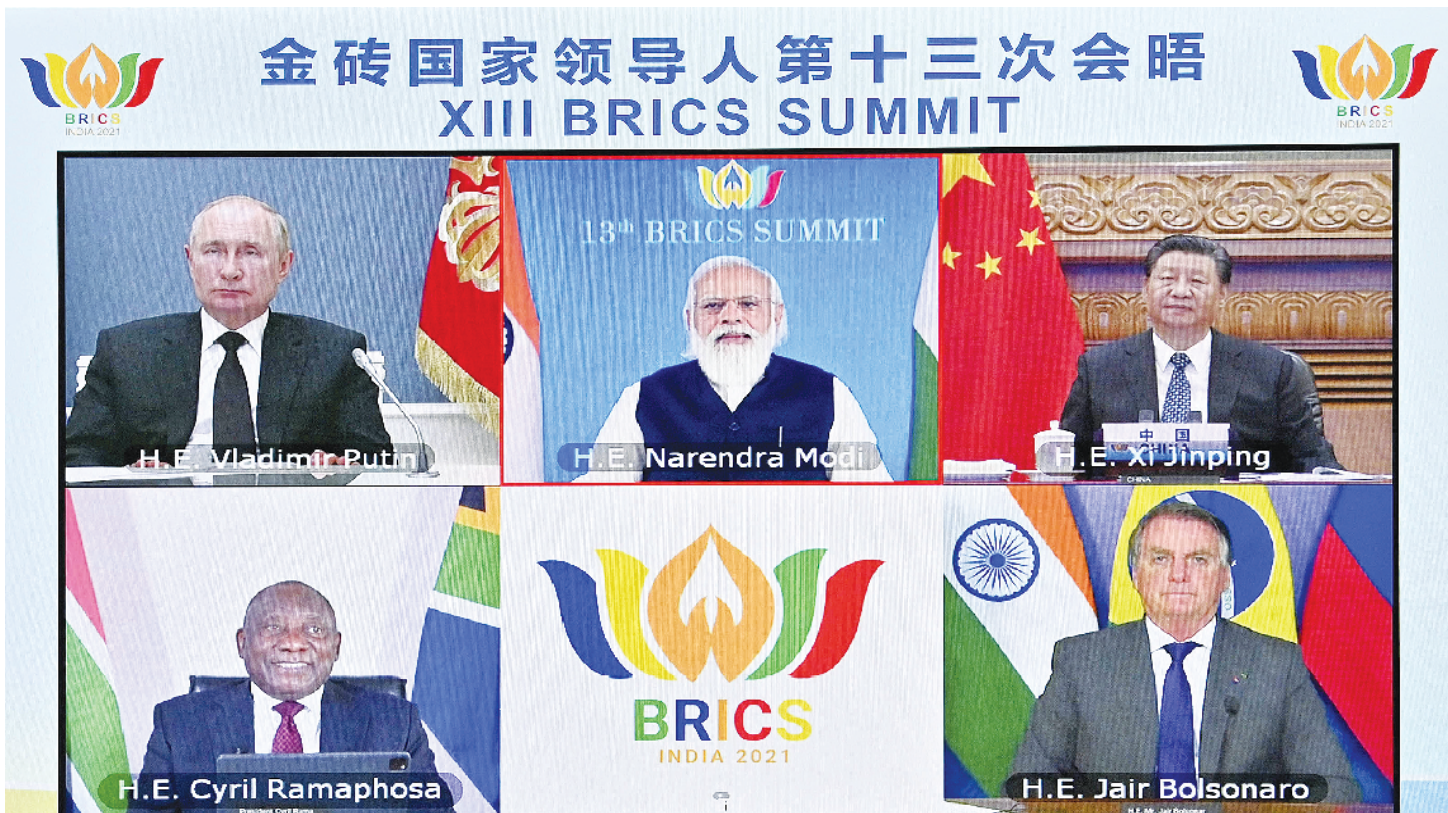 金砖国家领导人第十三次会晤
XIII BRICS SUMMIT
BRICS
INDIA 2021
BRICS
INDIA 2021
13th BRICS SUMMIT
H.E. Vladimir Putin
H.E. Narendra Modi
中国
CHINA
H.E. Xi Jinping
CHINA
BRICS
INDIA 2021
H.E. Cyril Ramaphosa
H.E. Jair Bolsonaro